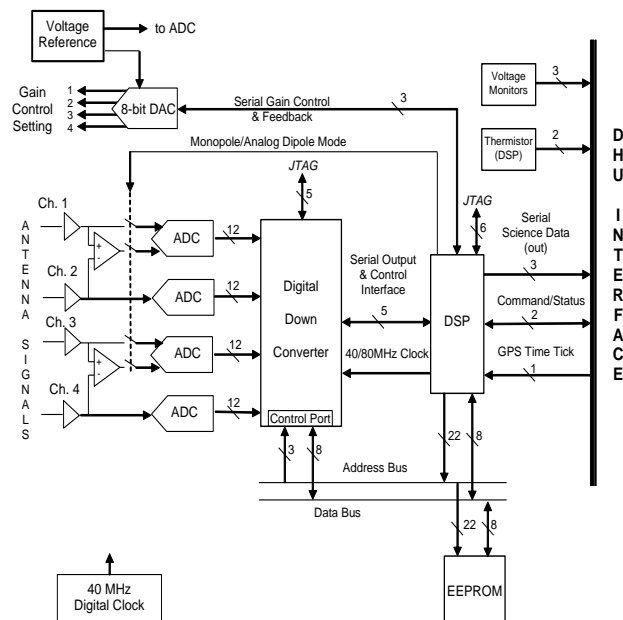 Voltage
Reference
to ADC
Gain
Control
Setting
1
2
3
4
8-bit DAC
Serial Gain Control
& Feedback
3
Monopole/Analog Dipole Mode
Voltage
Monitors
3
Thermistor
(DSP)
2
DHU INTERFACE
JTAG
5
JTAG
6
ANTENNA SIGNALS
Ch. 1
+
-
ADC
12
Ch. 2
ADC
12
Ch. 3
+
-
ADC
12
Ch. 4
ADC
12
Digital
Down
Converter
Control Port
Serial Output
& Control
Interface
5
40/80MHz Clock
DSP
Serial
Science Data
(out)
3
Command/Status
2
GPS Time Tick
1
3
8
22
8
Address Bus
Data Bus
22
8
EEPROM
40 MHz
Digital Clock